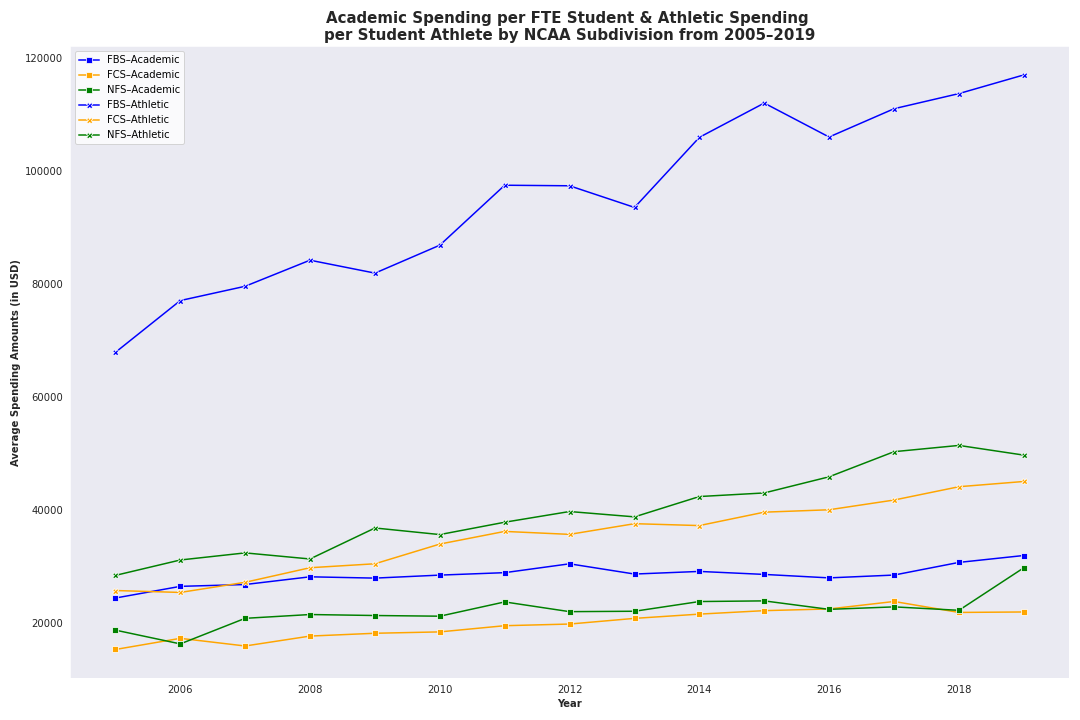 Academic Spending per FTE Student & Athletic Spending
per Student Athlete by NCAA Subdivision from 2005–2019
FBS–Academic
FCS–Academic
NFS–Academic
FBS–Athletic
FCS–Athletic
NFS–Athletic
Average Spending Amounts (in USD)
120000
100000
80000
60000
40000
20000
2006 2008 2010 2012 2014 2016 2018
Year